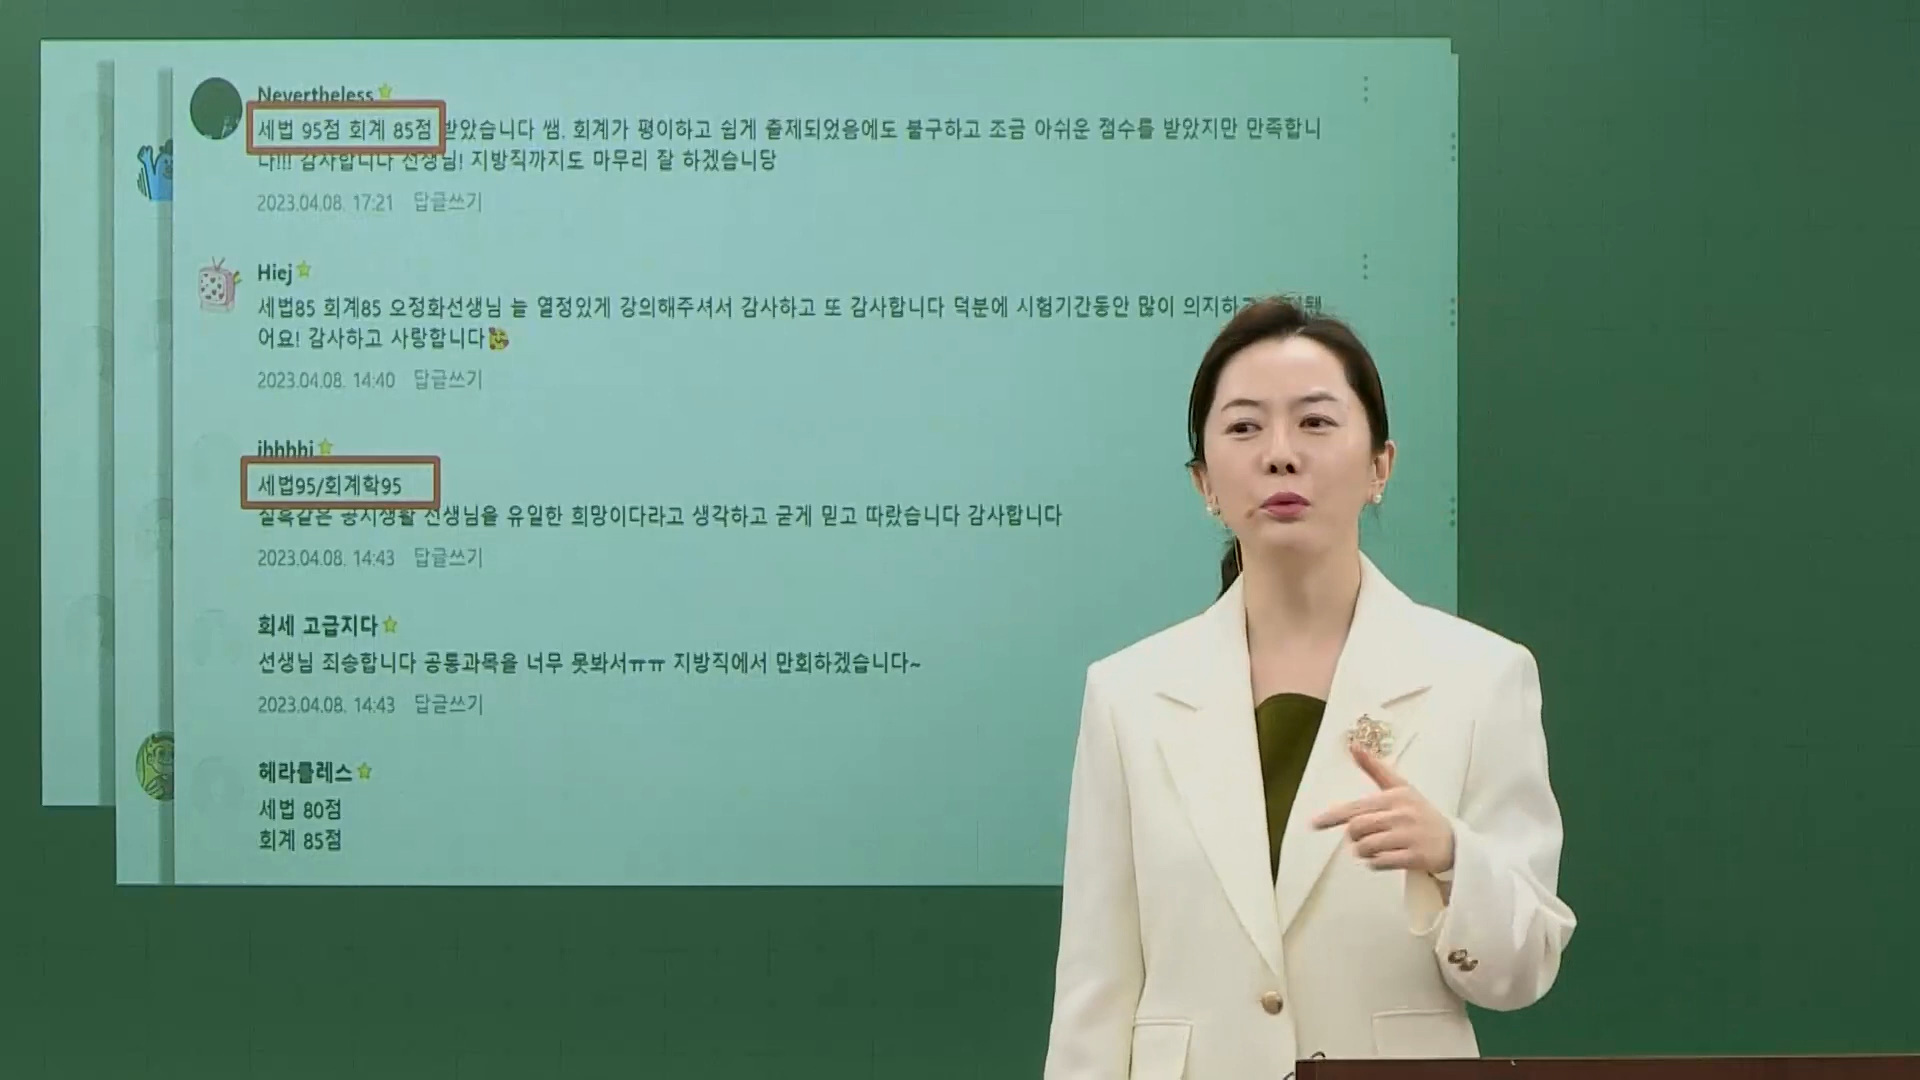 Nevertheless
세법 95점 회계 85점 받았습니다 쌤. 회계가 평이하고 쉽게 출제되었음에도 불구하고 조금 아쉬운 점수를 받았지만 만족합니
다!!! 감사합니다 선생님! 지방직까지도 마무리 잘 하겠습니당
2023.04.08. 17:21 답글쓰기
Hiej
세법85 회계85 오정화선생님 늘 열정있게 강의해주셔서 감사하고 또 감사합니다 덕분에 시험기간동안 많이 의지하고
어요! 감사하고 사랑합니다
2023.04.08. 14:40 답글쓰기
세법95/회계학95
공시생활 선생님을 유일한 희망이다라고 생각하고 굳게 믿고 따랐습니다 감사합니다
2023.04.08. 14:43 답글쓰기
회세 고급지다
선생님 죄송합니다 공통과목을 너무 못봐서ㅠㅠ 지방직에서 만회하겠습니다~
2023.04.08. 14:43 답글쓰기
헤라클레스
세법 80점
회계 85점